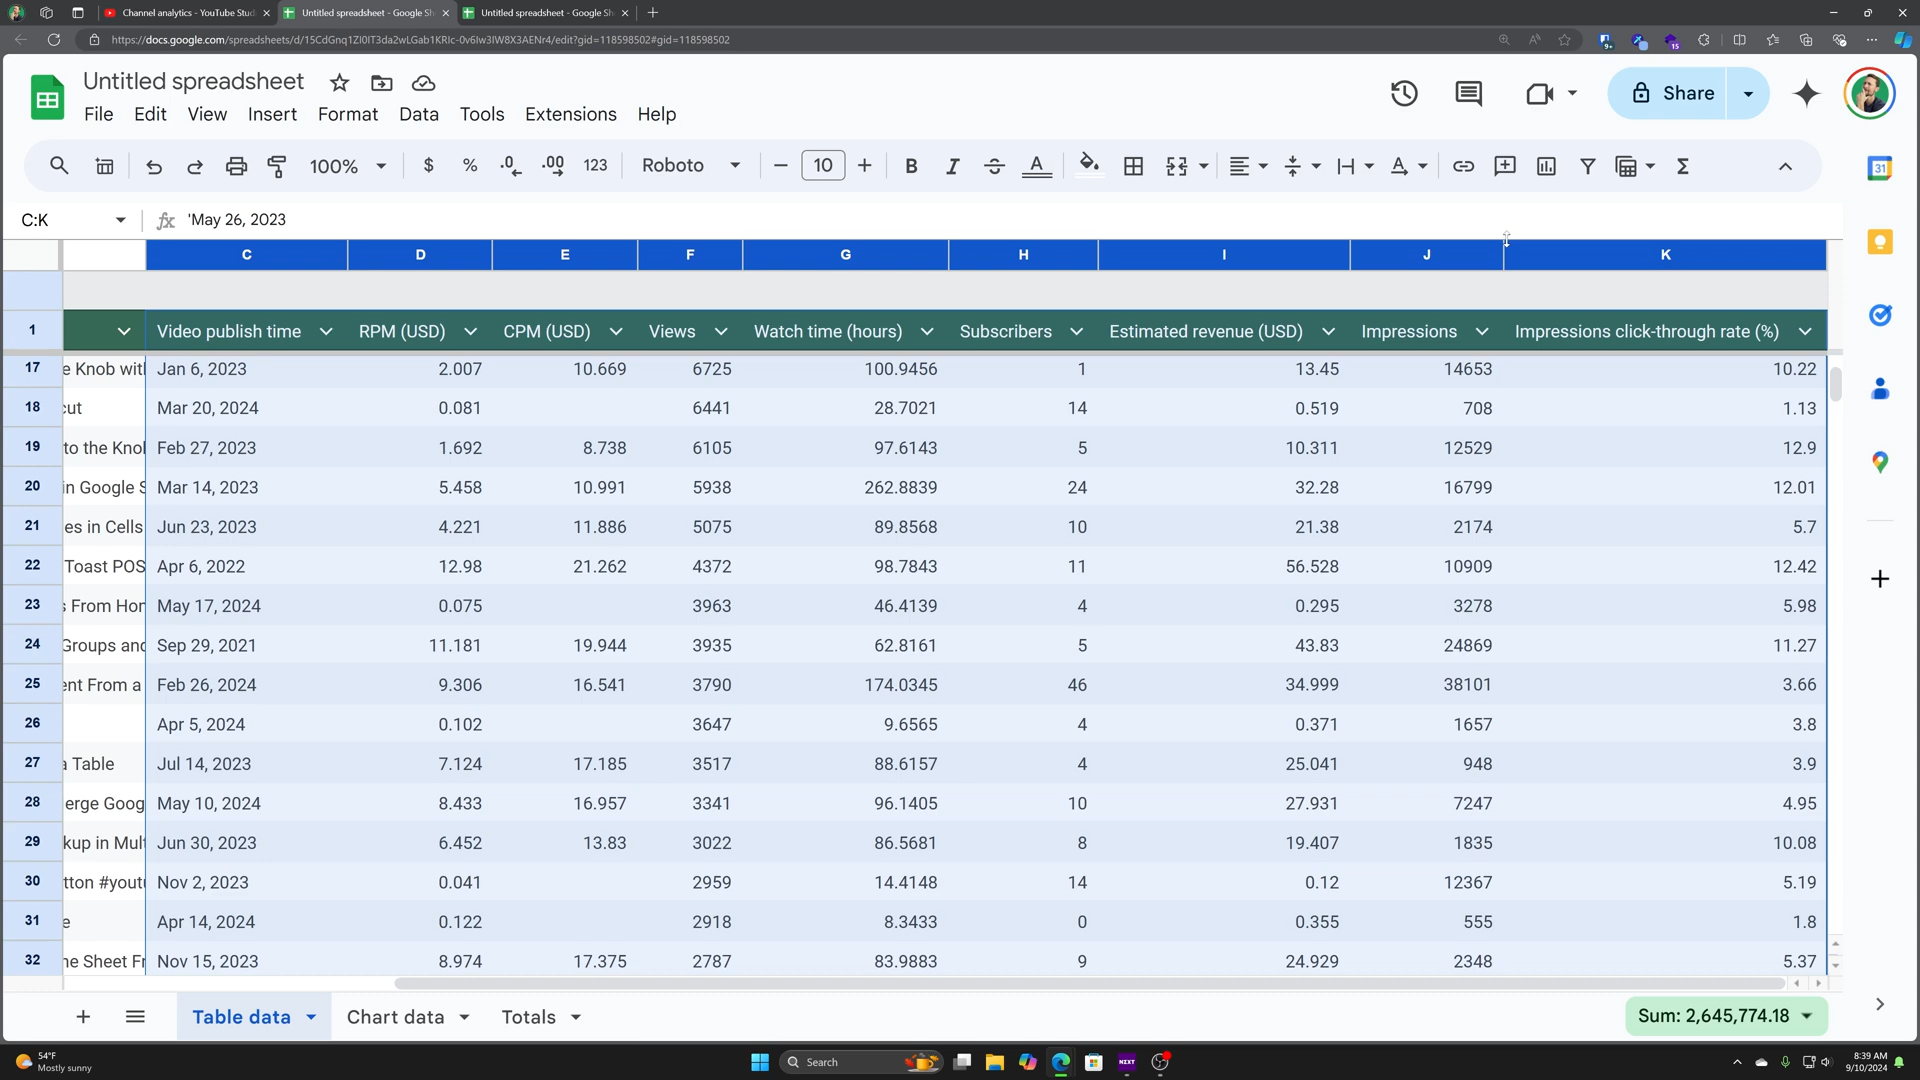 Channel analytics - YouTube Stud
Untitled spreadsheet - Google Sh
Untitled spreadsheet - Google Sh
Untitled spreadsheet
File Edit View Insert Format Data Tools Extensions Help
Share
100% $ % .0 .00 123 Roboto 10 B I A
31
C:K fx 'May 26, 2023
C D E F G H I J K
1 Video publish time RPM (USD) CPM (USD) Views Watch time (hours) Subscribers Estimated revenue (USD) Impressions Impressions click-through rate (%)
17 e Knob wit Jan 6, 2023 2.007 10.669 6725 100.9456 1 13.45 14653 10.22
18 cut Mar 20, 2024 0.081 6441 28.7021 14 0.519 708 1.13
19 to the Kno Feb 27, 2023 1.692 8.738 6105 97.6143 5 10.311 12529 12.9
20 in Google S Mar 14, 2023 5.458 10.991 5938 262.8839 24 32.28 16799 12.01
21 es in Cells Jun 23, 2023 4.221 11.886 5075 89.8568 10 21.38 2174 5.7
22 Toast POS Apr 6, 2022 12.98 21.262 4372 98.7843 11 56.528 10909 12.42
23 s From Hor May 17, 2024 0.075 3963 46.4139 4 0.295 3278 5.98
24 Groups and Sep 29, 2021 11.181 19.944 3935 62.8161 5 43.83 24869 11.27
25 ent From a Feb 26, 2024 9.306 16.541 3790 174.0345 46 34.999 38101 3.66
26 Apr 5, 2024 0.102 3647 9.6565 4 0.371 1657 3.8
27 a Table Jul 14, 2023 7.124 17.185 3517 88.6157 4 25.041 948 3.9
28 erge Goog May 10, 2024 8.433 16.957 3341 96.1405 10 27.931 7247 4.95
29 kup in Mul Jun 30, 2023 6.452 13.83 3022 86.5681 8 19.407 1835 10.08
30 tton #yout Nov 2, 2023 0.041 2959 14.4148 14 0.12 12367 5.19
31 e Apr 14, 2024 0.122 2918 8.3433 0 0.355 555 1.8
32 ne Sheet Fr Nov 15, 2023 8.974 17.375 2787 83.9883 9 24.929 2348 5.37
Table data Chart data Totals Sum: 2,645,774.18
54°F
Mostly sunny
Search
NEXT
8:39 AM
9/10/2024